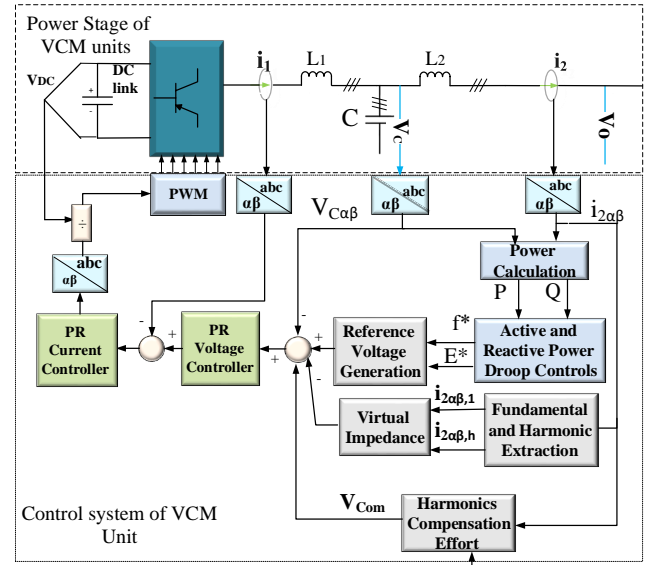 Power Stage of
VCM units
VDC
DC
link
+
-
i1
L1
L2
i2
C
Vc
Vo
PWM
abc
αβ
abc
αβ
abc
αβ
VCαβ
i2αβ
÷
abc
αβ
Power
Calculation
P
Q
PR
Current
Controller
-
+
PR
Voltage
Controller
-
+
+
-
Reference
Voltage
Generation
f*
E*
Active and
Reactive Power
Droop Controls
Virtual
Impedance
i2αβ,1
i2αβ,h
Fundamental
and Harmonic
Extraction
VCom
Harmonics
Compensation
Effort
Control system of VCM
Unit